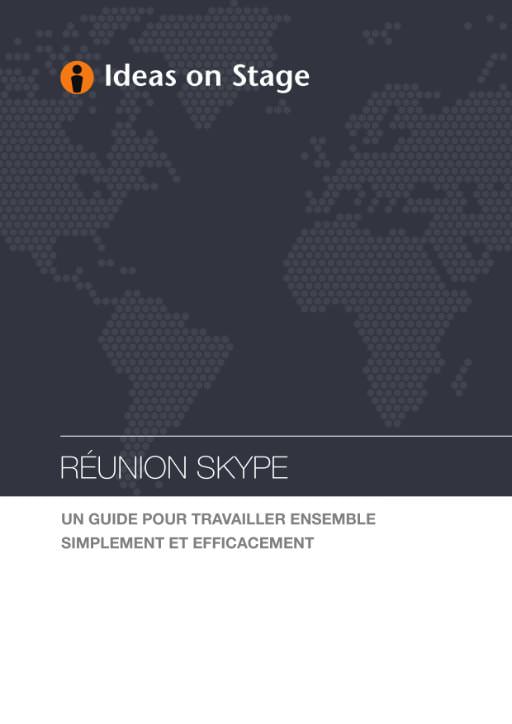 Ideas on Stage
RÉUNION SKYPE
UN GUIDE POUR TRAVAILLER ENSEMBLE
SIMPLEMENT ET EFFICACEMENT